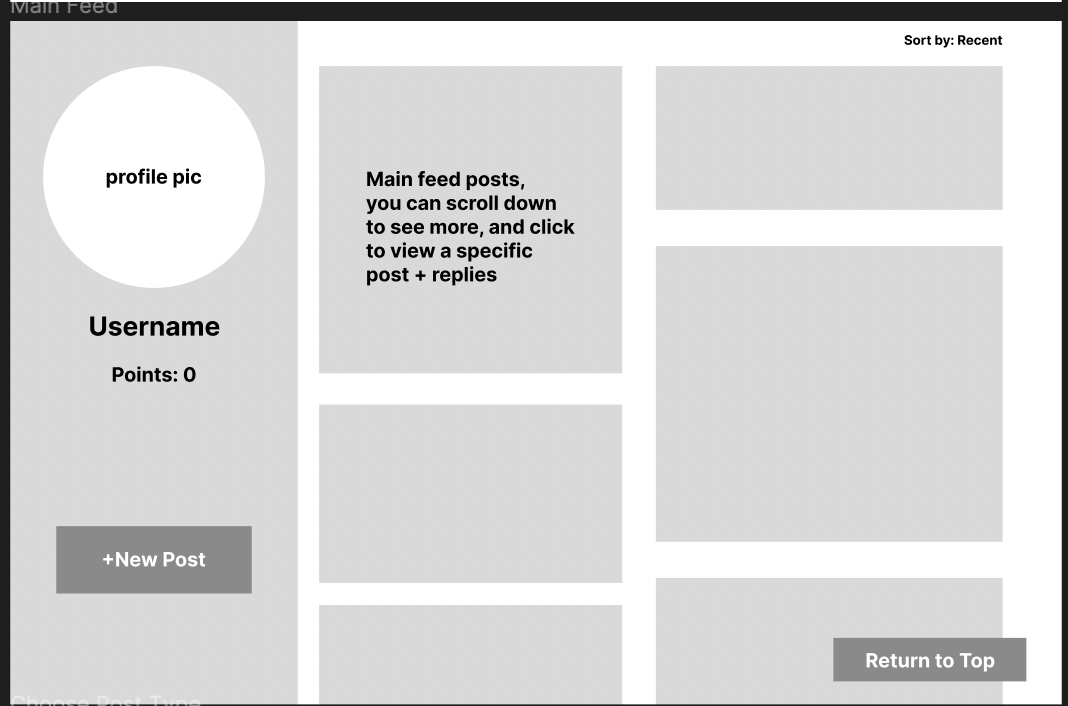 Main Feed
Sort by: Recent
profile pic
Username
Points: 0
+New Post
Main feed posts,
you can scroll down
to see more, and click
to view a specific
post + replies
Return to Top
Choose Post Type